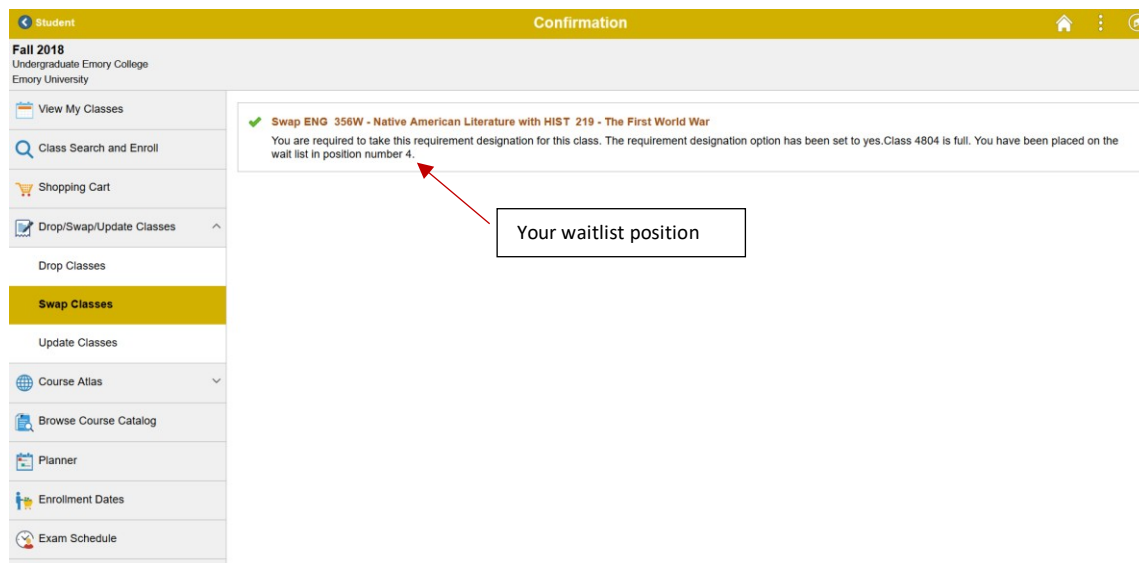 Student
Confirmation
Fall 2018
Undergraduate Emory College
Emory University
View My Classes
Class Search and Enroll
Shopping Cart
Drop/Swap/Update Classes
Drop Classes
Swap Classes
Update Classes
Course Atlas
Browse Course Catalog
Planner
Enrollment Dates
Exam Schedule
Swap ENG 356W - Native American Literature with HIST 219 - The First World War
You are required to take this requirement designation for this class. The requirement designation option has been set to yes.Class 4804 is full. You have been placed on the
wait list in position number 4.
Your waitlist position